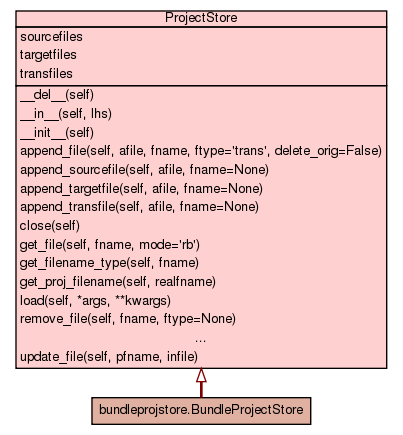 ProjectStore
sourcefiles
targetfiles
transfiles
__del__(self)
__in__(self, lhs)
__init__(self)
append_file(self, afile, fname, ftype='trans', delete_orig=False)
append_sourcefile(self, afile, fname=None)
append_targetfile(self, afile, fname=None)
append_transfile(self, afile, fname=None)
close(self)
get_file(self, fname, mode='rb')
get_filename_type(self, fname)
get_proj_filename(self, realfname)
load(self, *args, **kwargs)
remove_file(self, fname, ftype=None)
...
update_file(self, pfname, infile)
bundleprojstore.BundleProjectStore